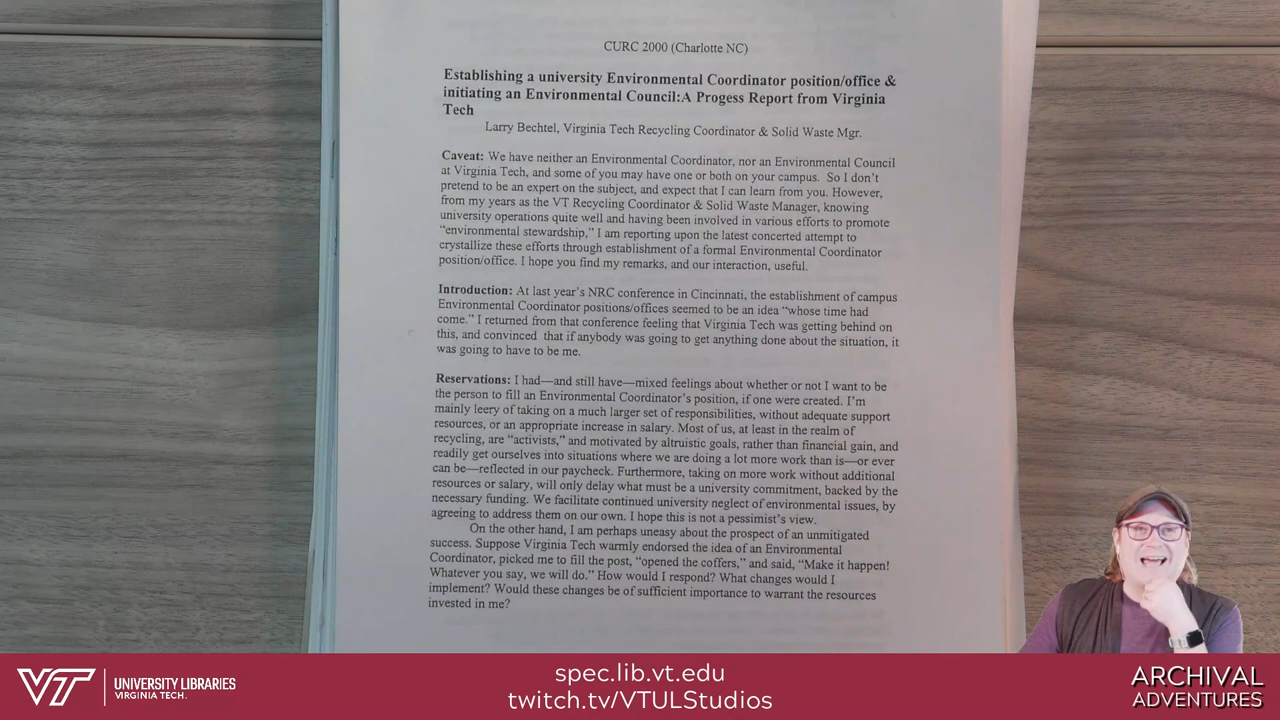 CURC 2000 (Charlotte NC)
Establishing a university Environmental Coordinator position/office &
initiating an Environmental Council:A Progess Report from Virginia
Tech
Larry Bechtel, Virginia Tech Recycling Coordinator & Solid Waste Mgr.
Caveat: We have neither an Environmental Coordinator, nor an Environmental Council
at Virginia Tech, and some of you may have one or both on your campus. So I don't
pretend to be an expert on the subject, and expect that I can learn from you. However,
from my years as the VT Recycling Coordinator & Solid Waste Manager, knowing
university operations quite well and having been involved in various efforts to promote
“environmental stewardship,” I am reporting upon the latest concerted attempt to
crystallize these efforts through establishment of a formal Environmental Coordinator
position/office. I hope you find my remarks, and our interaction, useful.
Introduction: At last year's NRC conference in Cincinnati, the establishment of campus
Environmental Coordinator positions/offices seemed to be an idea “whose time had
come.” I returned from that conference feeling that Virginia Tech was getting behind on
this, and convinced that if anybody was going to get anything done about the situation, it
was going to have to be me.
Reservations: I had—and still have—mixed feelings about whether or not I want to be
the person to fill an Environmental Coordinator's position, if one were created. I'm
mainly leery of taking on a much larger set of responsibilities, without adequate support
resources, or an appropriate increase in salary. Most of us, at least in the realm of
recycling, are “activists,” and motivated by altruistic goals, rather than financial gain, and
readily get ourselves into situations where we are doing a lot more work than is—or ever
can be—reflected in our paycheck. Furthermore, taking on more work without additional
resources or salary, will only delay what must be a university commitment, backed by the
necessary funding. We facilitate continued university neglect of environmental issues, by
agreeing to address them on our own. I hope this is not a pessimist's view.
On the other hand, I am perhaps uneasy about the prospect of an unmitigated
success. Suppose Virginia Tech warmly endorsed the idea of an Environmental
Coordinator, picked me to fill the post, “opened the coffers,” and said, “Make it happen!
Whatever you say, we will do.” How would I respond? What changes would I
implement? Would these changes be of sufficient importance to warrant the resources
invested in me?
VT UNIVERSITY LIBRARIES
VIRGINIA TECH.
spec.lib.vt.edu
twitch.tv/VTULStudios
ARCHIVAL
ADVENTURES